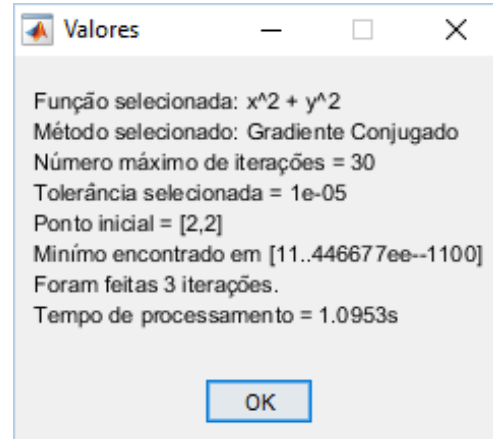 Valores
Função selecionada: x^2 + y^2
Método selecionado: Gradiente Conjugado
Número máximo de iterações = 30
Tolerância selecionada = 1e-05
Ponto inicial = [2,2]
Minímo encontrado em [11..446677ee--1100]
Foram feitas 3 iterações.
Tempo de processamento = 1.0953s
OK